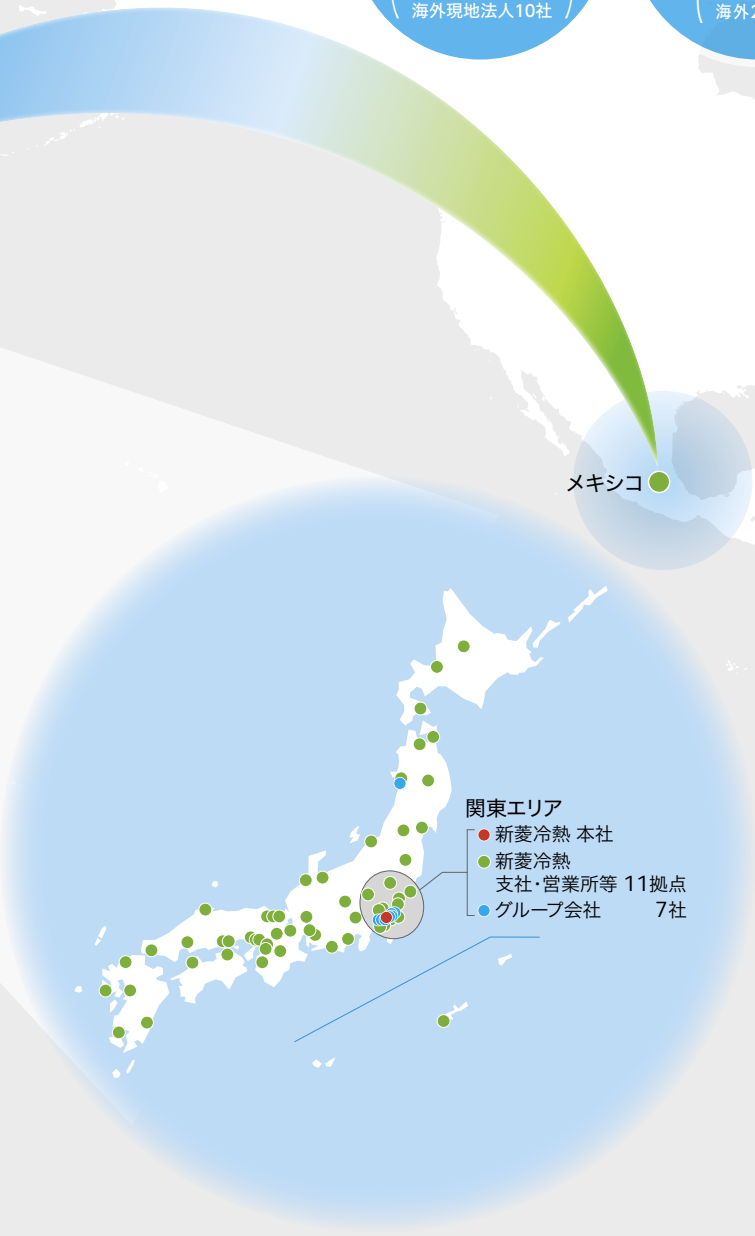 海外現地法人10社
海外2
メキシコ
関東エリア
新菱冷熱 本社
新菱冷熱
支社・営業所等 11拠点
グループ会社 7社